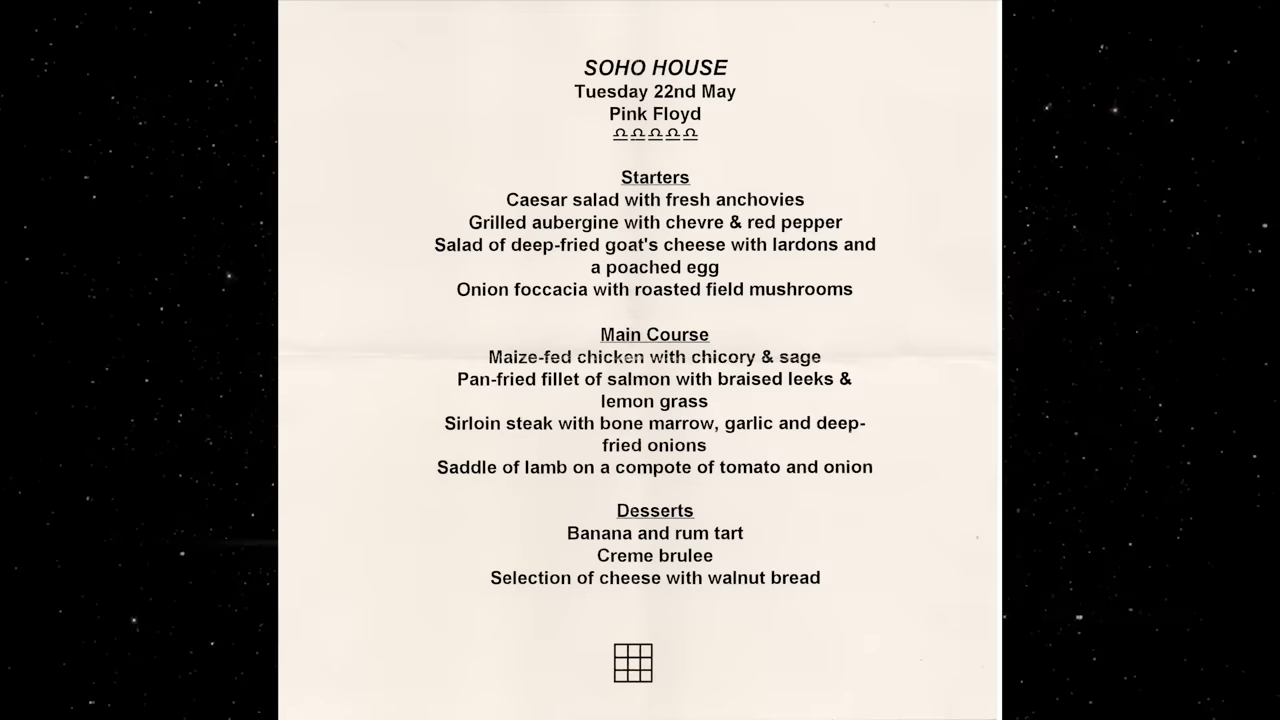 SOHO HOUSE
Tuesday 22nd May
Pink Floyd
♎♎♎♎♎
Starters
Caesar salad with fresh anchovies
Grilled aubergine with chevre & red pepper
Salad of deep-fried goat's cheese with lardons and
a poached egg
Onion foccacia with roasted field mushrooms
Main Course
Maize-fed chicken with chicory & sage
Pan-fried fillet of salmon with braised leeks &
lemon grass
Sirloin steak with bone marrow, garlic and deep-
fried onions
Saddle of lamb on a compote of tomato and onion
Desserts
Banana and rum tart
Creme brulee
Selection of cheese with walnut bread